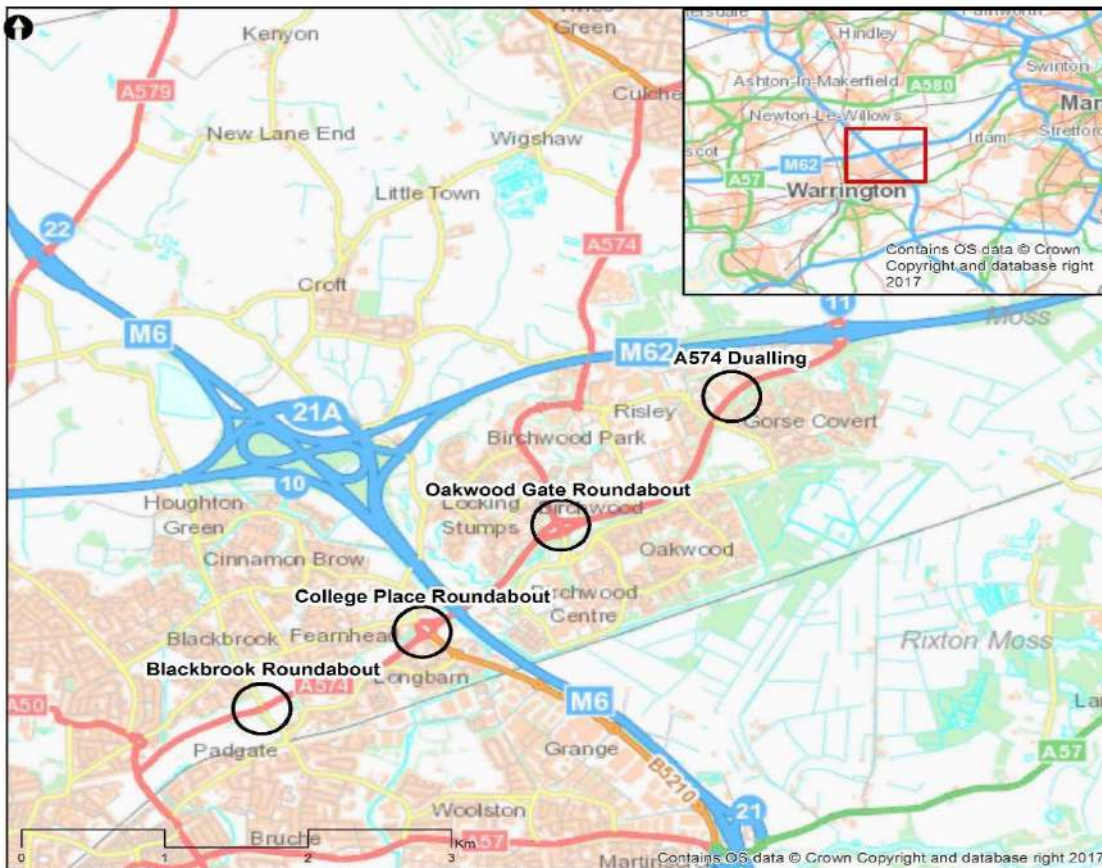 Kenyon
Green
A579
Culche
New Lane End
Wigshaw
Little Town
22
A574
Croft
M6
M62
11
Moss
A574 Dualling
21A
Risley
Gorse Covert
Birchwood Park
10
Oakwood Gate Roundabout
Houghton
Green
Locking
Stumps
Birchwood
Oakwood
Cinnamon Brow
Birchwood
Centre
College Place Roundabout
Blackbrook
Fearnhead
Rixton Moss
Blackbrook Roundabout
A574
Longbarn
M6
A50
Padgate
Grange
B5210
A57
Woolston
21
Bruche
A57
0 1 2 3 Km
Contains OS data © Crown Copyright and database right 2017
Hindley
Swinton
Ashton-In-Makerfield
A580
Man
Newton-Le-Willows
Irlam
Stretford
scot
M62
A57
Warrington
Contains OS data © Crown
Copyright and database right
2017